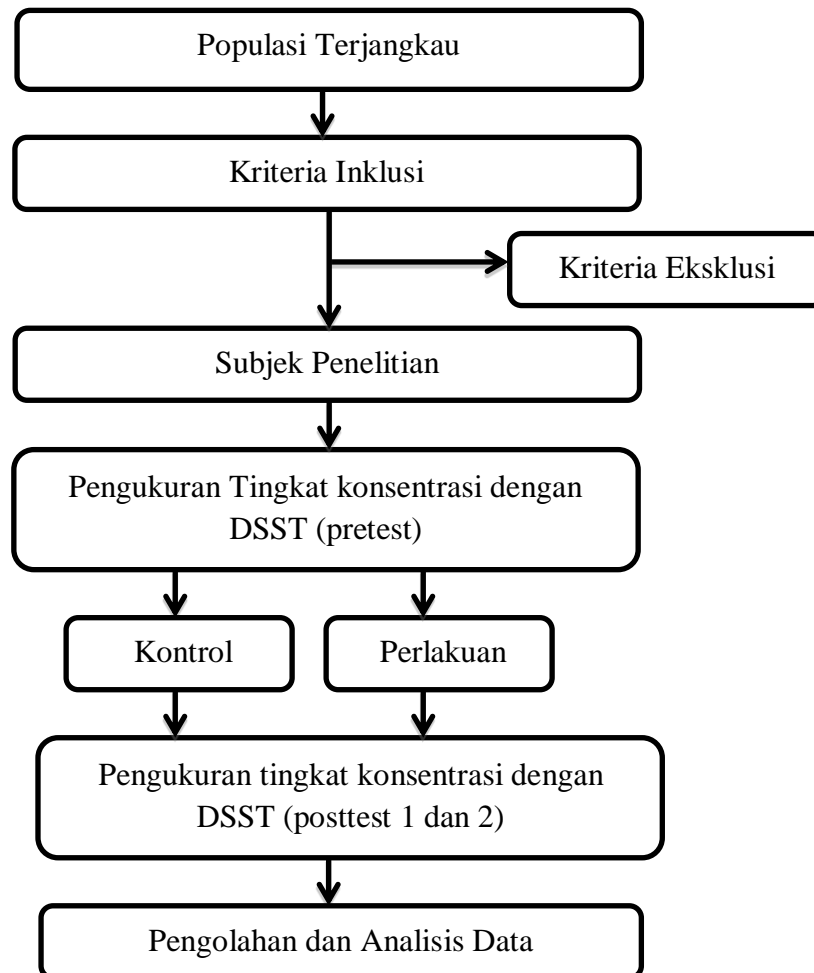 Populasi Terjangkau
Kriteria Inklusi
Kriteria Eksklusi
Subjek Penelitian
Pengukuran Tingkat konsentrasi dengan
DSST (pretest)
Kontrol
Perlakuan
Pengukuran tingkat konsentrasi dengan
DSST (posttest 1 dan 2)
Pengolahan dan Analisis Data